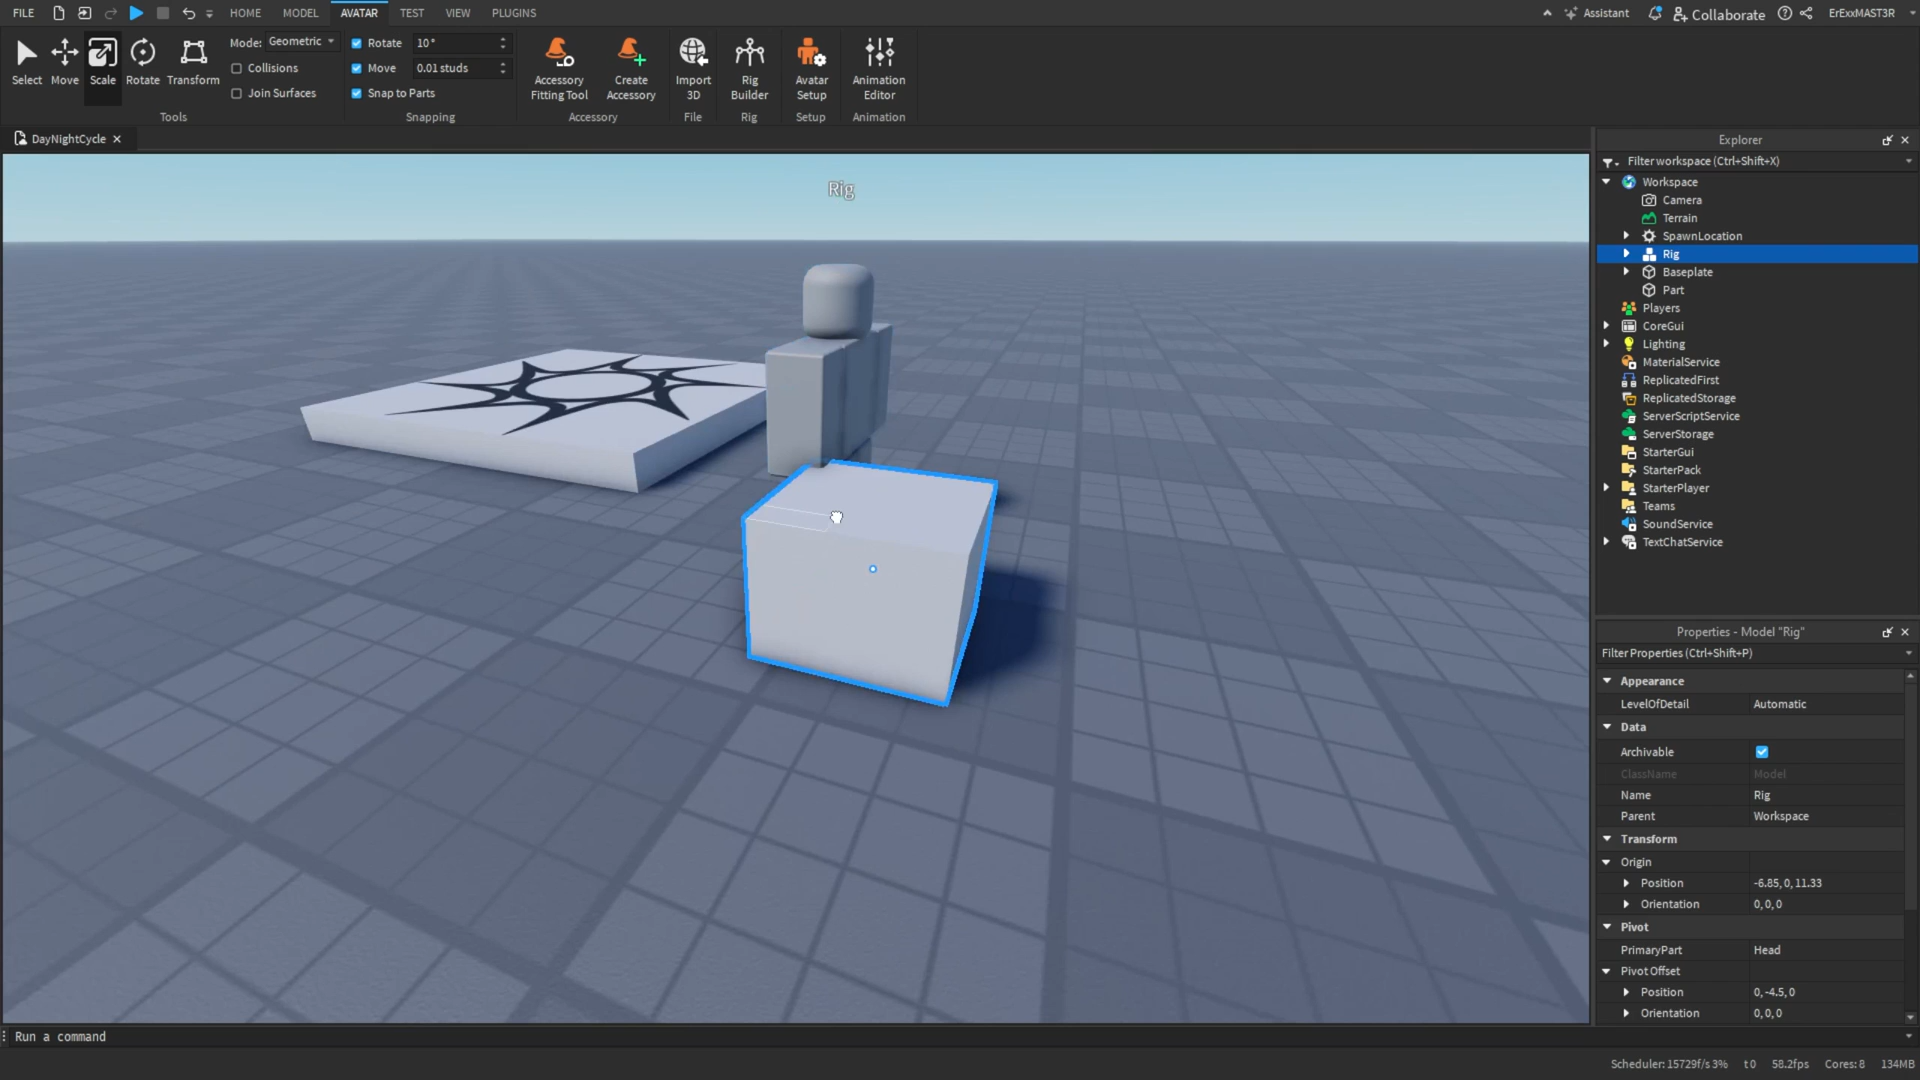 FILE HOME MODEL AVATAR TEST VIEW PLUGINS Assistant Collaborate ErExxMAST3R
Select Move Scale Rotate Transform
Mode: Geometric
Collisions
Join Surfaces
Tools
Rotate 10°
Move 0.01 studs
Snap to Parts
Snapping
Accessory
Fitting Tool
Create
Accessory
Accessory
Import
3D
File
Rig
Builder
Rig
Avatar
Setup
Setup
Animation
Editor
Animation
DayNightCycle
Rig
Explorer
Filter workspace (Ctrl+Shift+X)
Workspace
Camera
Terrain
SpawnLocation
Rig
Baseplate
Part
Players
CoreGui
Lighting
MaterialService
ReplicatedFirst
ReplicatedStorage
ServerScriptService
ServerStorage
StarterGui
StarterPack
StarterPlayer
Teams
SoundService
TextChatService
Properties - Model "Rig"
Filter Properties (Ctrl+Shift+P)
Appearance
LevelOfDetail Automatic
Data
Archivable
ClassName Model
Name Rig
Parent Workspace
Transform
Origin
Position -6.85, 0, 11.33
Orientation 0, 0, 0
Pivot
PrimaryPart Head
Pivot Offset
Position 0, -4.5, 0
Orientation 0, 0, 0
Run a command
Scheduler: 15729f/s 3% t 0 58.2fps Cores: 8 134MB